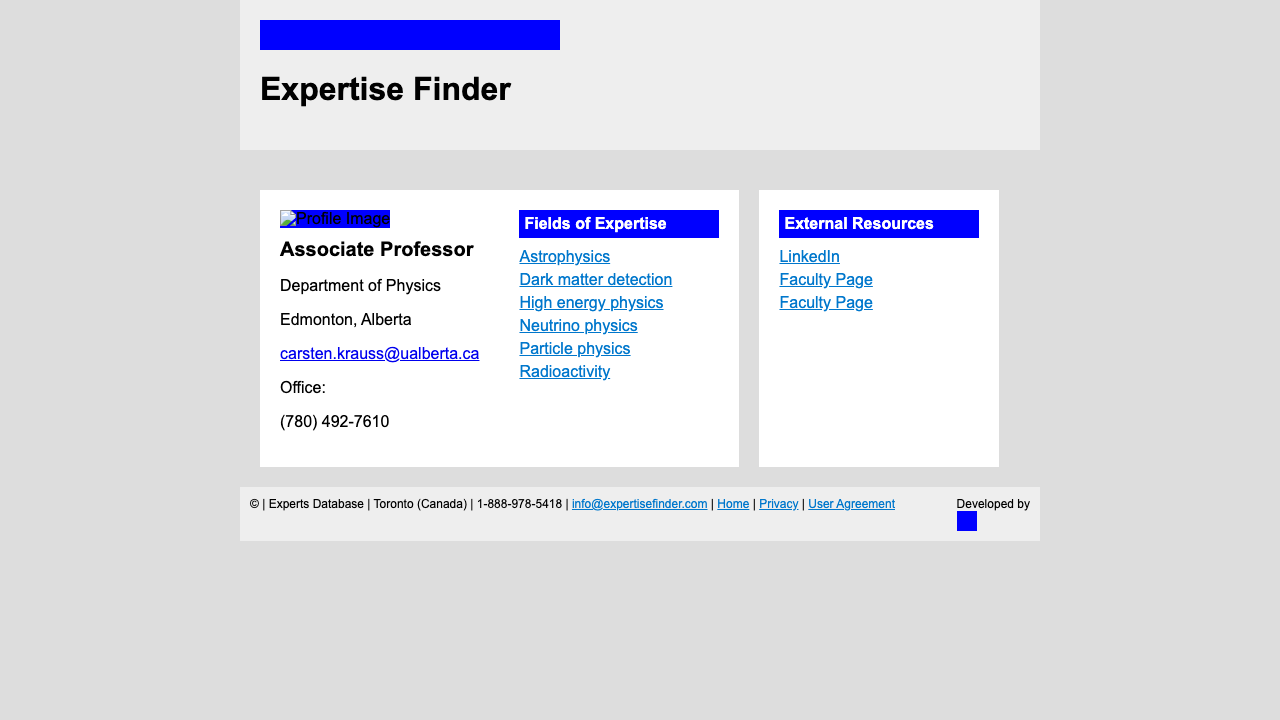 Expertise Finder
Profile Image
Associate Professor
Department of Physics
Edmonton, Alberta
carsten.krauss@ualberta.ca
Office:
(780) 492-7610
Fields of Expertise
Astrophysics
Dark matter detection
High energy physics
Neutrino physics
Particle physics
Radioactivity
External Resources
LinkedIn
Faculty Page
Faculty Page
© | Experts Database | Toronto (Canada) | 1-888-978-5418 | info@expertisefinder.com | Home | Privacy | User Agreement
Developed by